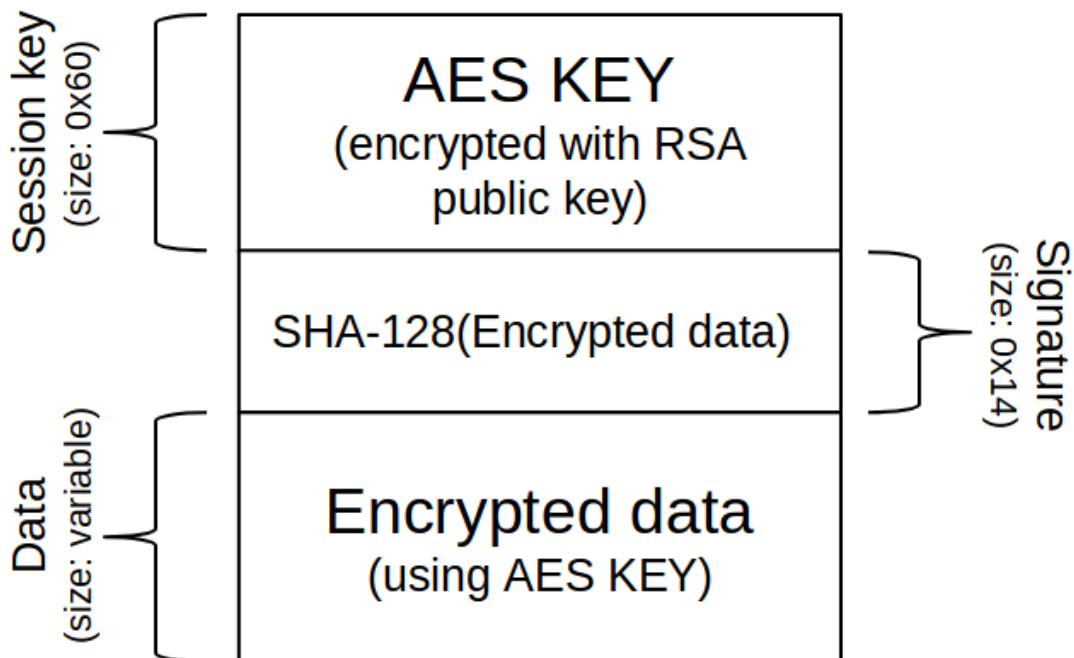 Session key
(size: 0x60)
AES KEY
(encrypted with RSA
public key)
SHA-128(Encrypted data)
Signature
(size: 0x14)
Data
(size: variable)
Encrypted data
(using AES KEY)